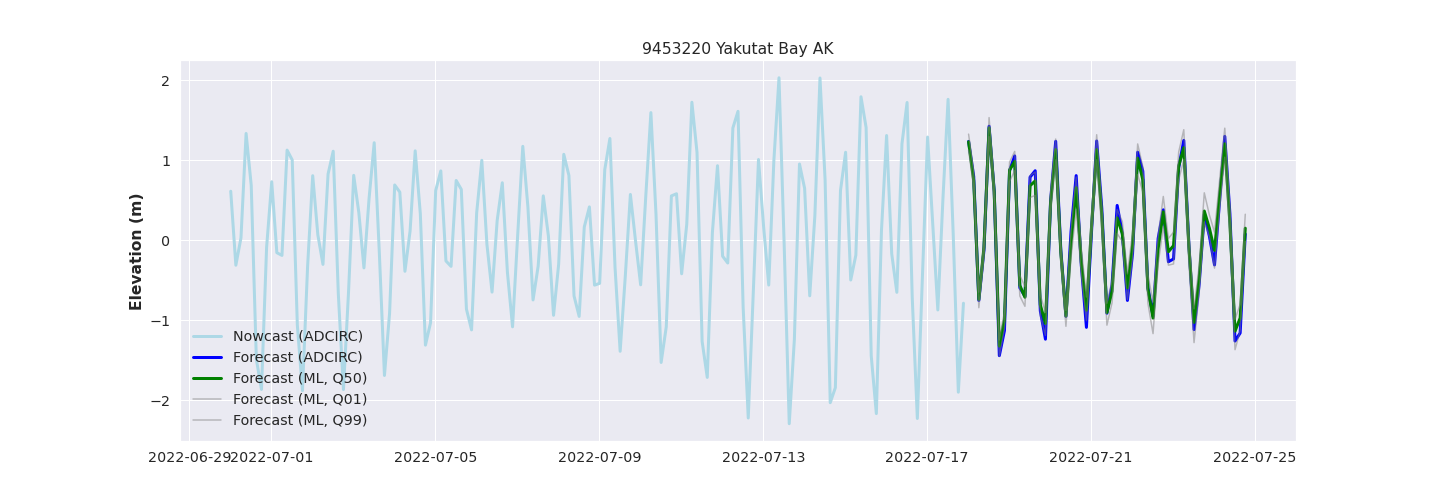 9453220 Yakutat Bay AK
Elevation (m)
2
1
0
−1
−2
Nowcast (ADCIRC)
Forecast (ADCIRC)
Forecast (ML, Q50)
Forecast (ML, Q01)
Forecast (ML, Q99)
2022-06-29 2022-07-01 2022-07-05 2022-07-09 2022-07-13 2022-07-17 2022-07-21 2022-07-25